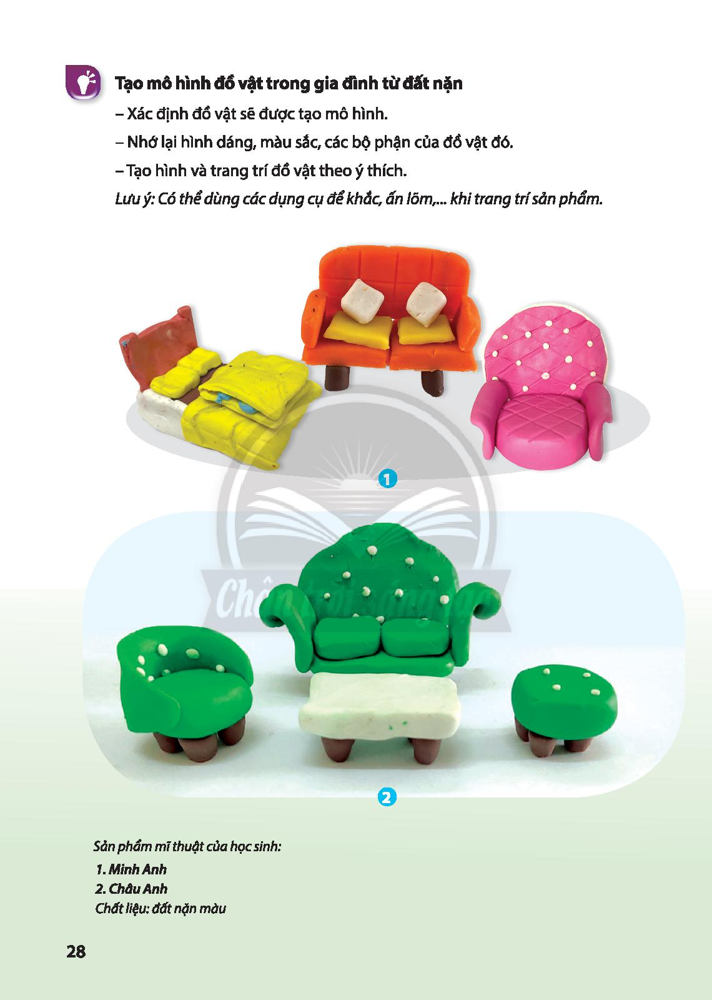 Tạo mô hình đồ vật trong gia đình từ đất nặn
– Xác định đồ vật sẽ được tạo mô hình.
– Nhớ lại hình dáng, màu sắc, các bộ phận của đồ vật đó.
– Tạo hình và trang trí đồ vật theo ý thích.
Lưu ý: Có thể dùng các dụng cụ để khắc, ấn lõm,... khi trang trí sản phẩm.
1
Chân trời sáng tạo
2
Sản phẩm mĩ thuật của học sinh:
1. Minh Anh
2. Châu Anh
Chất liệu: đất nặn màu
28